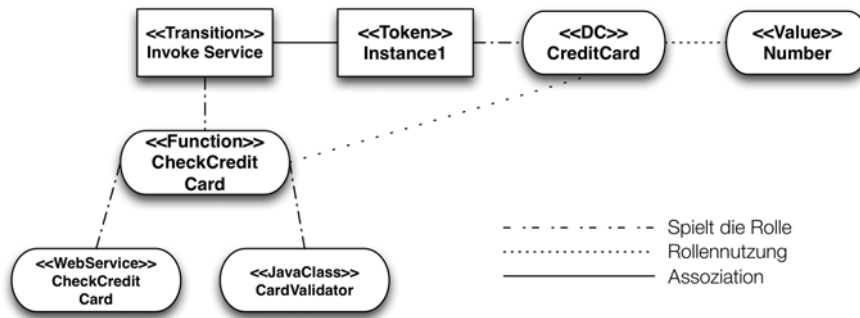 <<Transition>>
Invoke Service
<<Token>>
Instance1
<<DC>>
CreditCard
<<Value>>
Number
<<Function>>
CheckCredit
Card
<<WebService>>
CheckCredit
Card
<<JavaClass>>
CardValidator
Spielt die Rolle
Rollennutzung
Assoziation